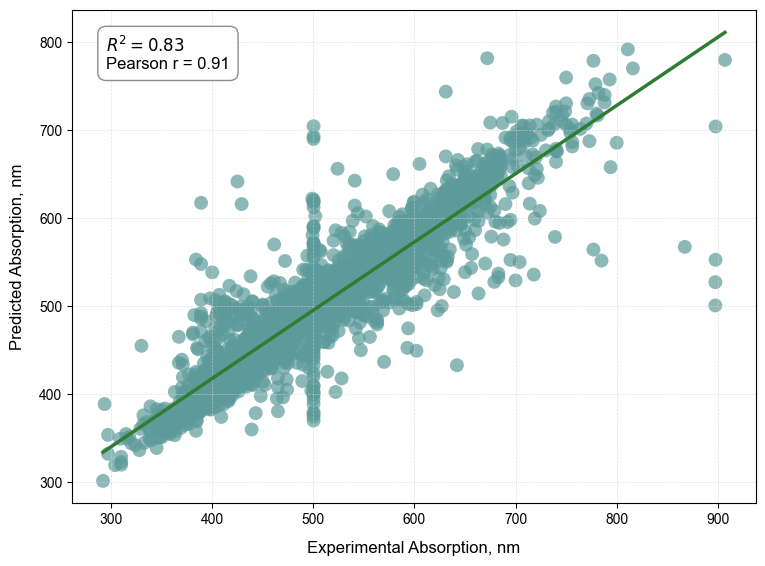 R² = 0.83
Pearson r = 0.91
800
700
600
500
400
300
Predicted Absorption, nm
300 400 500 600 700 800 900
Experimental Absorption, nm